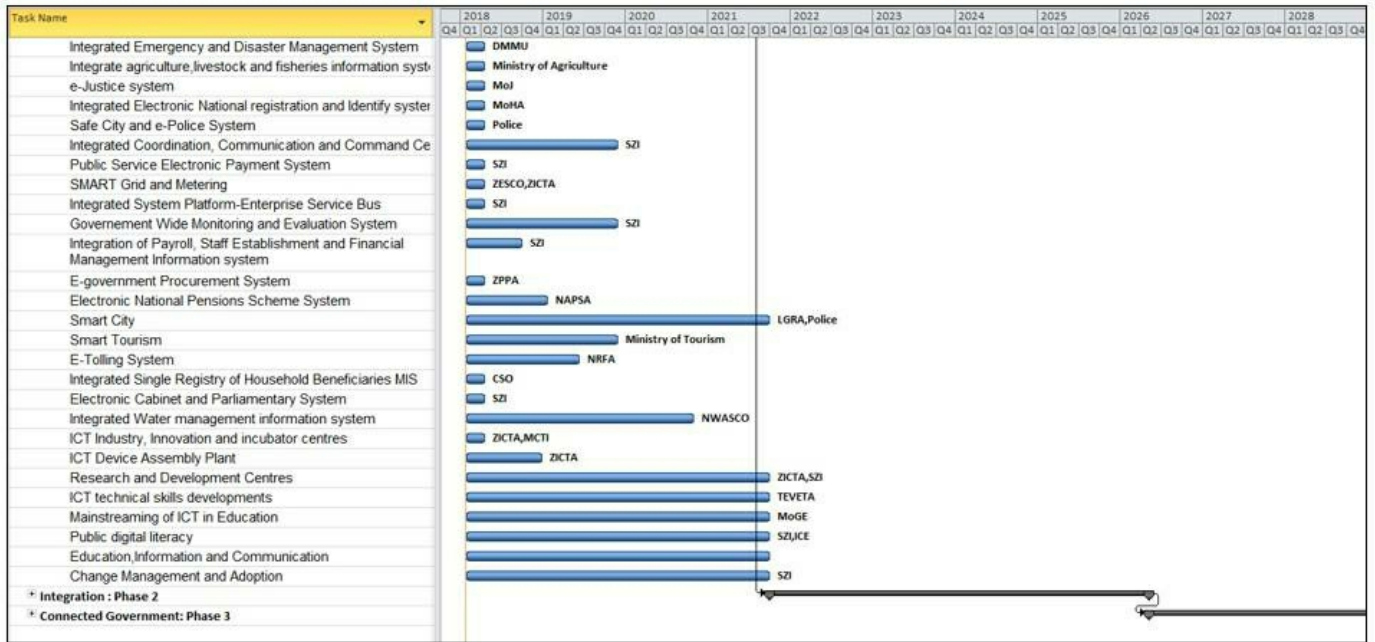 Task Name
2018 2019 2020 2021 2022 2023 2024 2025 2026 2027 2028
Q4 Q1 Q2 Q3 Q4 Q1 Q2 Q3 Q4 Q1 Q2 Q3 Q4 Q1 Q2 Q3 Q4 Q1 Q2 Q3 Q4 Q1 Q2 Q3 Q4 Q1 Q2 Q3 Q4 Q1 Q2 Q3 Q4 Q1 Q2 Q3 Q4 Q1 Q2 Q3 Q4 Q1 Q2 Q3 Q4
Integrated Emergency and Disaster Management System DMMU
Integrate agriculture,livestock and fisheries information syst Ministry of Agriculture
e-Justice system MoJ
Integrated Electronic National registration and Identify syster MoHA
Safe City and e-Police System Police
Integrated Coordination, Communication and Command Ce SZI
Public Service Electronic Payment System SZI
SMART Grid and Metering ZESCO,ZICTA
Integrated System Platform-Enterprise Service Bus SZI
Governement Wide Monitoring and Evaluation System SZI
Integration of Payroll, Staff Establishment and Financial SZI
Management Information system
E-government Procurement System ZPPA
Electronic National Pensions Scheme System NAPSA
Smart City LGRA,Police
Smart Tourism Ministry of Tourism
E-Tolling System NRFA
Integrated Single Registry of Household Beneficiaries MIS CSO
Electronic Cabinet and Parliamentary System SZI
Integrated Water management information system NWASCO
ICT Industry, Innovation and incubator centres ZICTA,MCTI
ICT Device Assembly Plant ZICTA
Research and Development Centres ZICTA,SZI
ICT technical skills developments TEVETA
Mainstreaming of ICT in Education MoGE
Public digital literacy SZI,ICE
Education,Information and Communication
Change Management and Adoption SZI
Integration : Phase 2
Connected Government: Phase 3